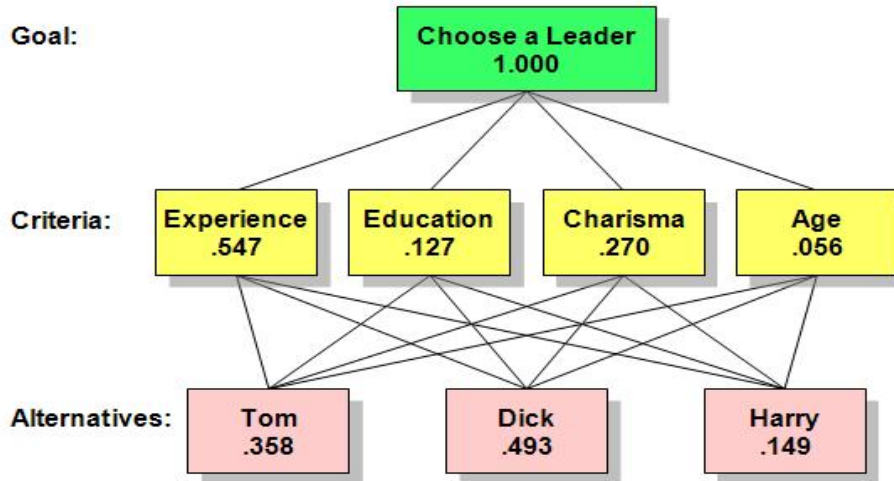 Goal:
Choose a Leader
1.000
Criteria:
Experience
.547
Education
.127
Charisma
.270
Age
.056
Alternatives:
Tom
.358
Dick
.493
Harry
.149